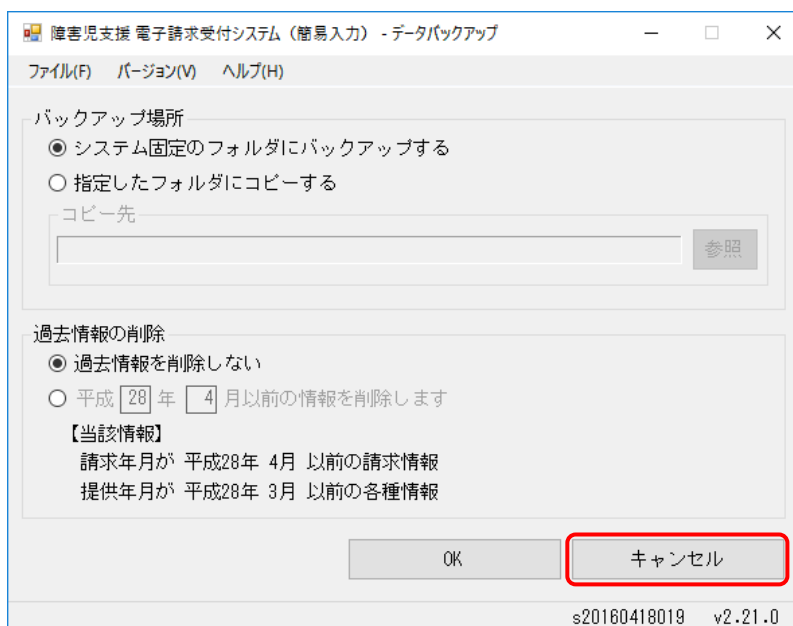 障害児支援 電子請求受付システム（簡易入力） - データバックアップ
ファイル(F) バージョン(V) ヘルプ(H)
バックアップ場所
システム固定のフォルダにバックアップする
指定したフォルダにコピーする
コピー先
参照
過去情報の削除
過去情報を削除しない
平成 28 年 4 月以前の情報を削除します
【当該情報】
請求年月が 平成28年 4月 以前の請求情報
提供年月が 平成28年 3月 以前の各種情報
OK キャンセル
s20160418019 v2.21.0